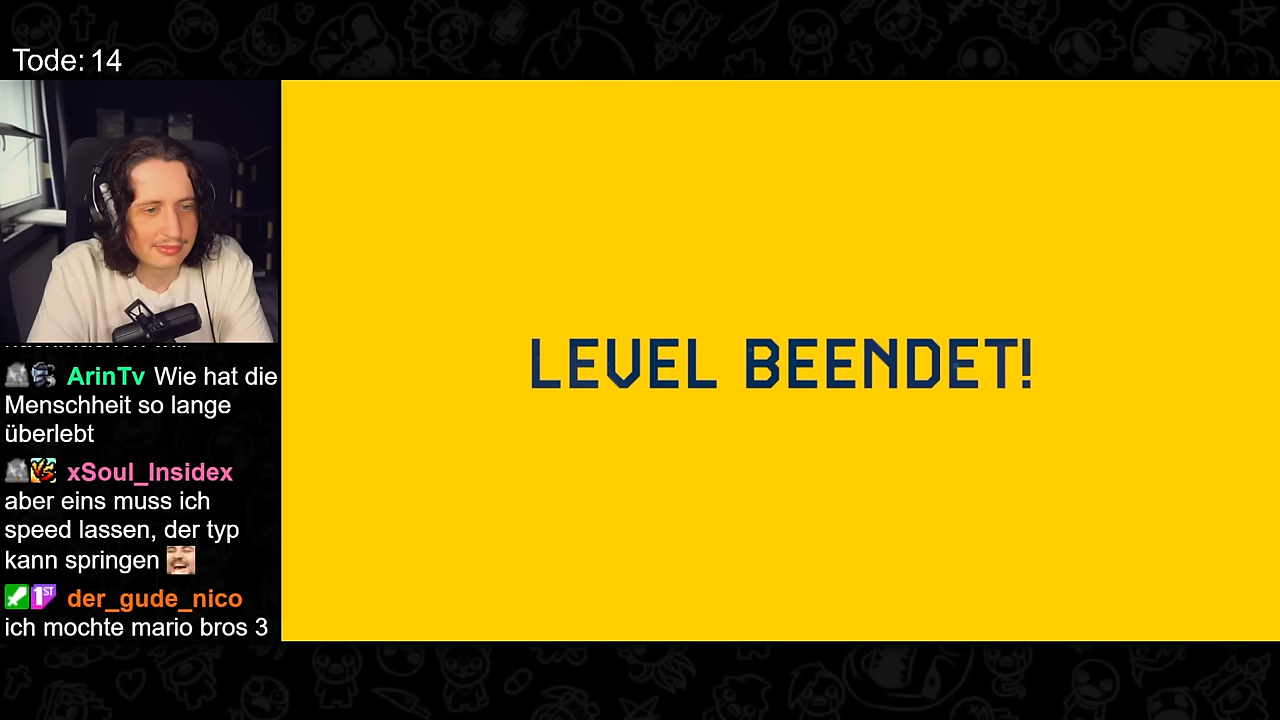 Tode: 14
LEVEL BEENDET!
ArinTv Wie hat die
Menschheit so lange
überlebt
xSoul_Insidex
aber eins muss ich
speed lassen, der typ
kann springen
1ST der_gude_nico
ich mochte mario bros 3